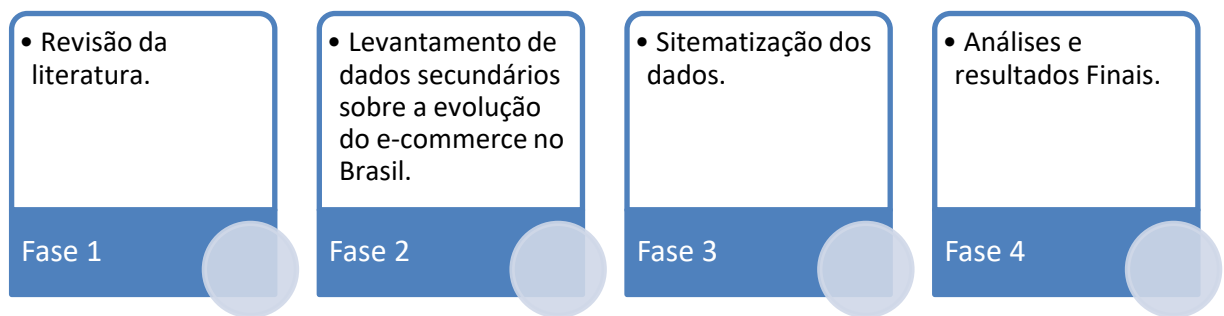 • Revisão da
literatura.
Fase 1
• Levantamento de
dados secundários
sobre a evolução
do e-commerce no
Brasil.
Fase 2
• Sitematização dos
dados.
Fase 3
• Análises e
resultados Finais.
Fase 4